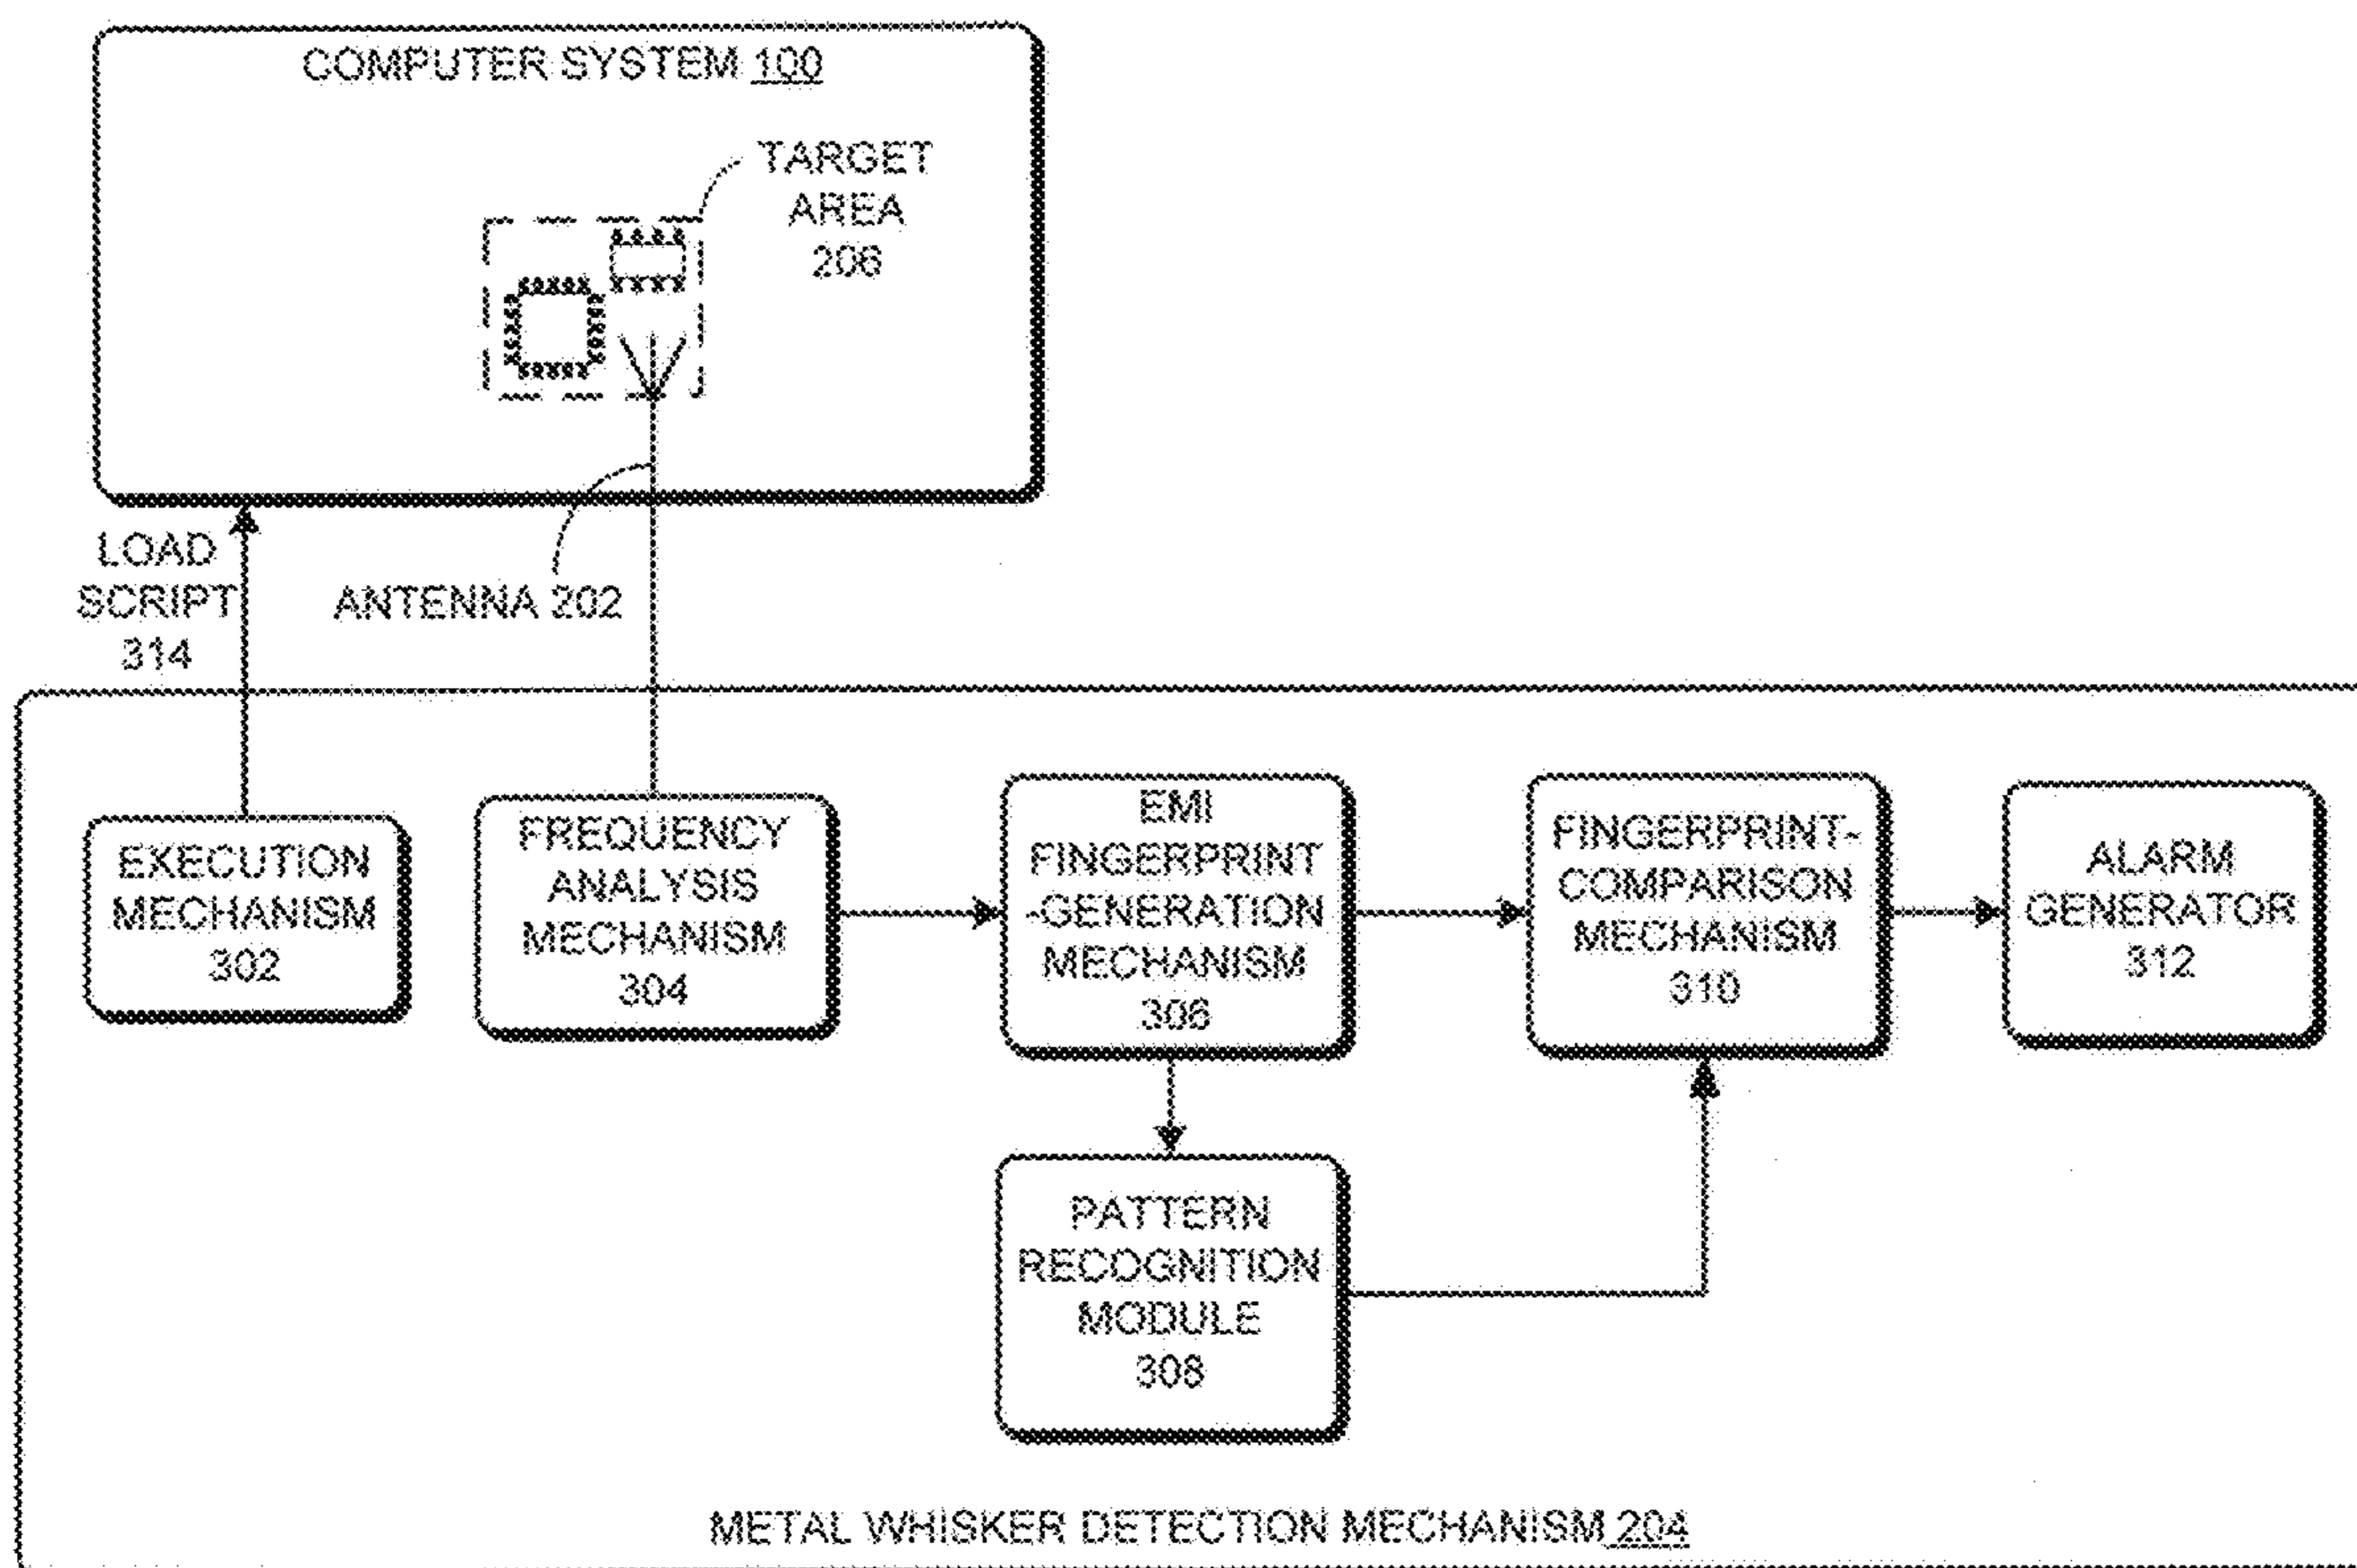 COMPUTER SYSTEM 100
TARGET
AREA
206
LOAD
SCRIPT
314
ANTENNA 202
EXECUTION
MECHANISM
302
FREQUENCY
ANALYSIS
MECHANISM
304
EMI
FINGERPRINT
-GENERATION
MECHANISM
306
FINGERPRINT-
COMPARISON
MECHANISM
310
ALARM
GENERATOR
312
PATTERN
RECOGNITION
MODULE
308
METAL WHISKER DETECTION MECHANISM 204